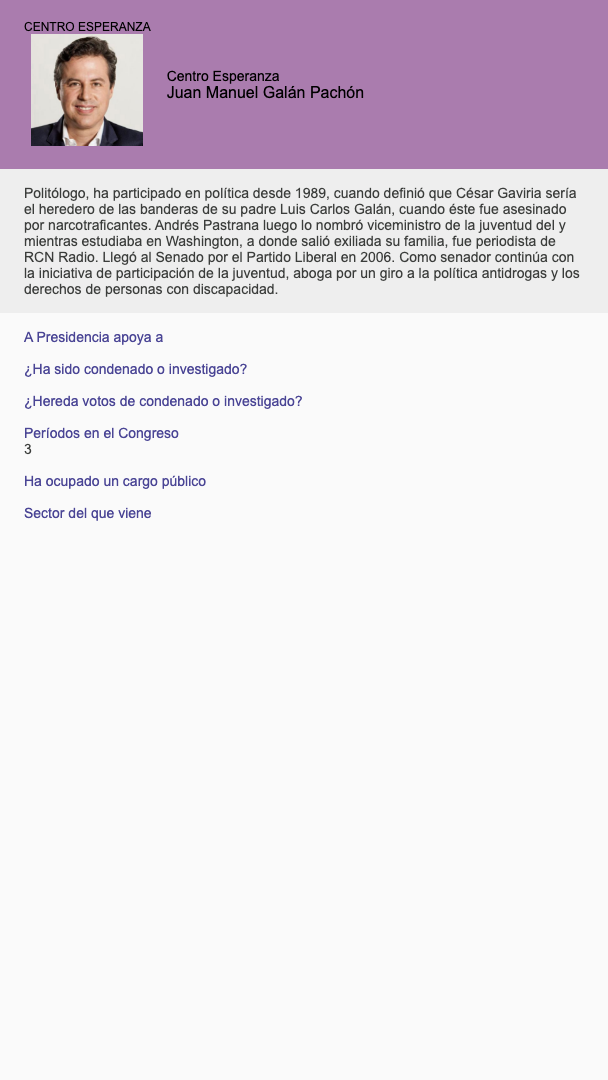 CENTRO ESPERANZA
Centro Esperanza
Juan Manuel Galán Pachón
Politólogo, ha participado en política desde 1989, cuando definió que César Gaviria sería
el heredero de las banderas de su padre Luis Carlos Galán, cuando éste fue asesinado
por narcotraficantes. Andrés Pastrana luego lo nombró viceministro de la juventud del y
mientras estudiaba en Washington, a donde salió exiliada su familia, fue periodista de
RCN Radio. Llegó al Senado por el Partido Liberal en 2006. Como senador continúa con
la iniciativa de participación de la juventud, aboga por un giro a la política antidrogas y los
derechos de personas con discapacidad.
A Presidencia apoya a
¿Ha sido condenado o investigado?
¿Hereda votos de condenado o investigado?
Períodos en el Congreso
3
Ha ocupado un cargo público
Sector del que viene